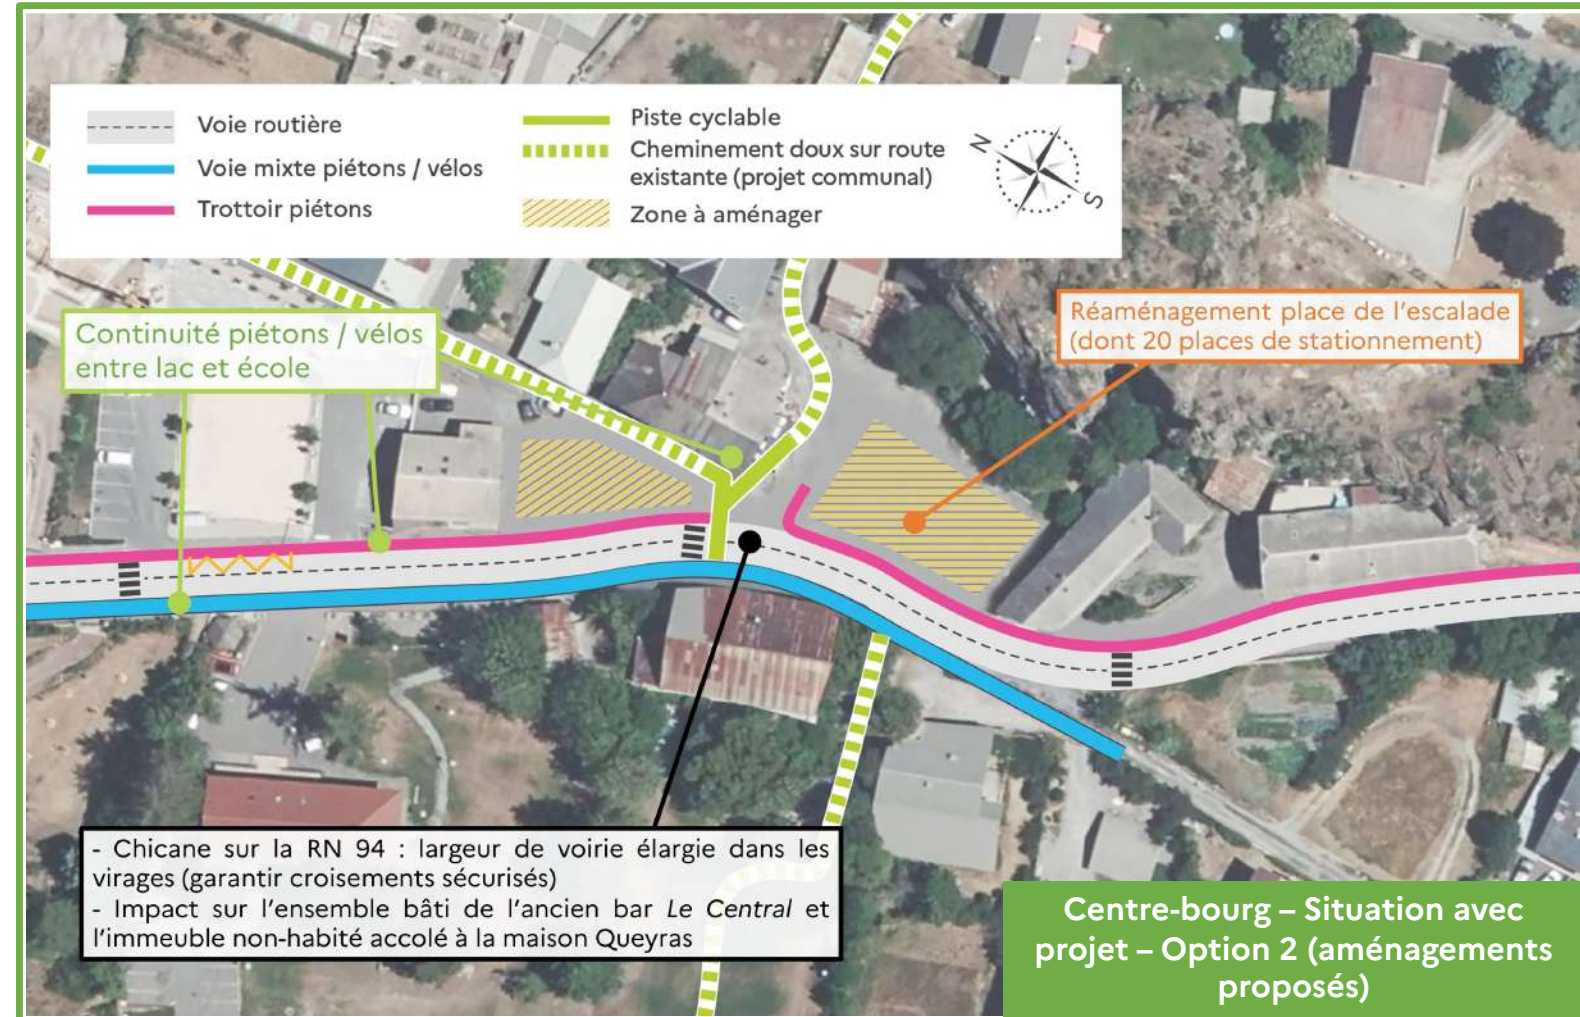 Voie routière
Voie mixte piétons / vélos
Trottoir piétons
Piste cyclable
Cheminement doux sur route
existante (projet communal)
Zone à aménager
N
S
Continuité piétons / vélos
entre lac et école
Réaménagement place de l'escalade
(dont 20 places de stationnement)
- Chicane sur la RN 94 : largeur de voirie élargie dans les
virages (garantir croisements sécurisés)
- Impact sur l'ensemble bâti de l'ancien bar Le Central et
l'immeuble non-habité accolé à la maison Queyras
Centre-bourg – Situation avec
projet – Option 2 (aménagements
proposés)